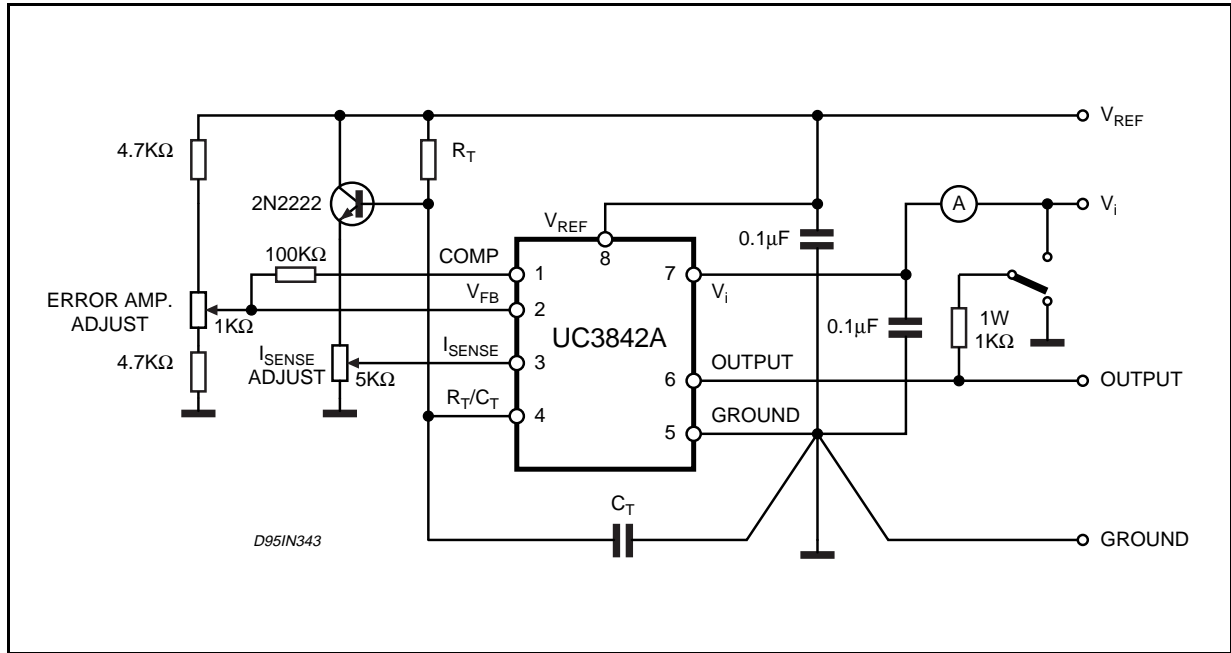 V_REF
4.7KΩ
R_T
2N2222
A
V_i
V_REF
8
0.1µF
100KΩ
COMP
1
7
V_i
V_FB
2
ERROR AMP.
ADJUST
1KΩ
UC3842A
0.1µF
1W
1KΩ
4.7KΩ
I_SENSE
ADJUST
5KΩ
I_SENSE
3
OUTPUT
6
OUTPUT
R_T/C_T
4
GROUND
5
C_T
D95IN343
GROUND